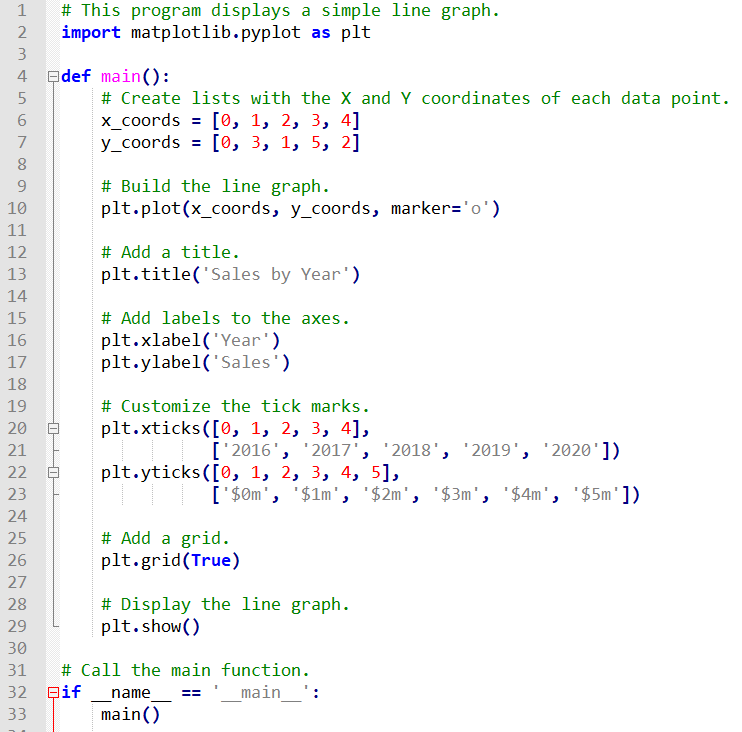 1 # This program displays a simple line graph.
2 import matplotlib.pyplot as plt
3
4 def main():
5     # Create lists with the X and Y coordinates of each data point.
6     x_coords = [0, 1, 2, 3, 4]
7     y_coords = [0, 3, 1, 5, 2]
8
9     # Build the line graph.
10     plt.plot(x_coords, y_coords, marker='o')
11
12     # Add a title.
13     plt.title('Sales by Year')
14
15     # Add labels to the axes.
16     plt.xlabel('Year')
17     plt.ylabel('Sales')
18
19     # Customize the tick marks.
20     plt.xticks([0, 1, 2, 3, 4],
21                ['2016', '2017', '2018', '2019', '2020'])
22     plt.yticks([0, 1, 2, 3, 4, 5],
23                ['$0m', '$1m', '$2m', '$3m', '$4m', '$5m'])
24
25     # Add a grid.
26     plt.grid(True)
27
28     # Display the line graph.
29     plt.show()
30
31 # Call the main function.
32 if __name__ == '__main__':
33     main()